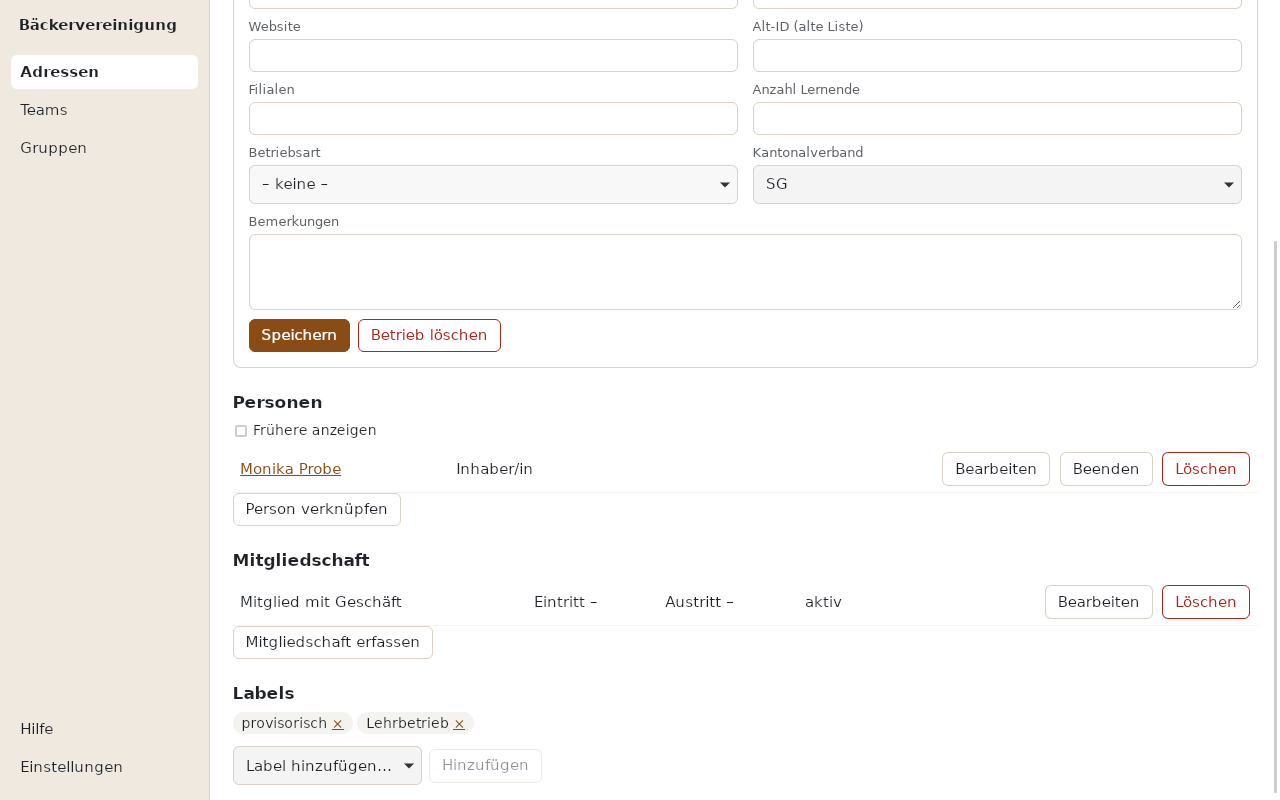 Bäckervereinigung
Adressen
Teams
Gruppen
Hilfe
Einstellungen
Website
Alt-ID (alte Liste)
Filialen
Anzahl Lernende
Betriebsart
Kantonalverband
– keine –
SG
Bemerkungen
Speichern
Betrieb löschen
Personen
Frühere anzeigen
Monika Probe Inhaber/in Bearbeiten Beenden Löschen
Person verknüpfen
Mitgliedschaft
Mitglied mit Geschäft Eintritt – Austritt – aktiv Bearbeiten Löschen
Mitgliedschaft erfassen
Labels
provisorisch × Lehrbetrieb ×
Label hinzufügen... Hinzufügen